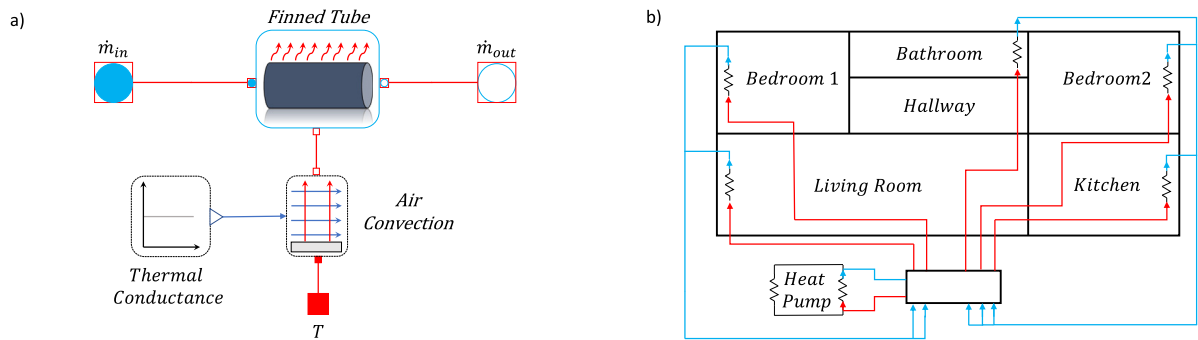 a)
Finned Tube
ṁin
ṁout
Air
Convection
Thermal
Conductance
T
b)
Bathroom
Bedroom 1
Bedroom2
Hallway
Living Room
Kitchen
Heat
Pump